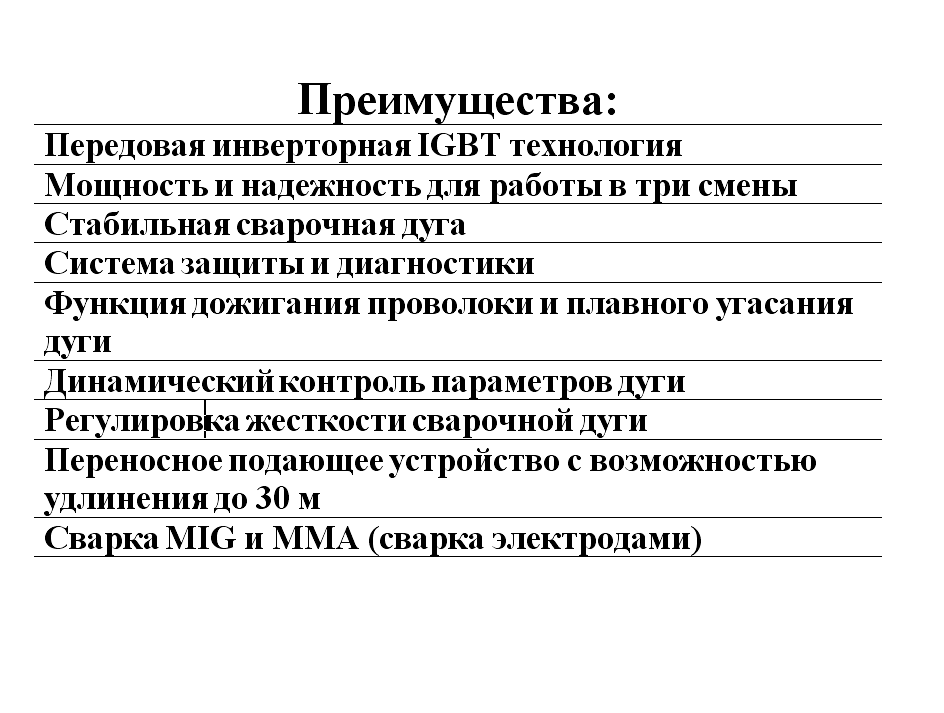 Преимущества:
Передовая инверторная IGBT технология
Мощность и надежность для работы в три смены
Стабильная сварочная дуга
Система защиты и диагностики
Функция дожигания проволоки и плавного угасания
дуги
Динамический контроль параметров дуги
Регулировка жесткости сварочной дуги
Переносное подающее устройство с возможностью
удлинения до 30 м
Сварка MIG и MMA (сварка электродами)